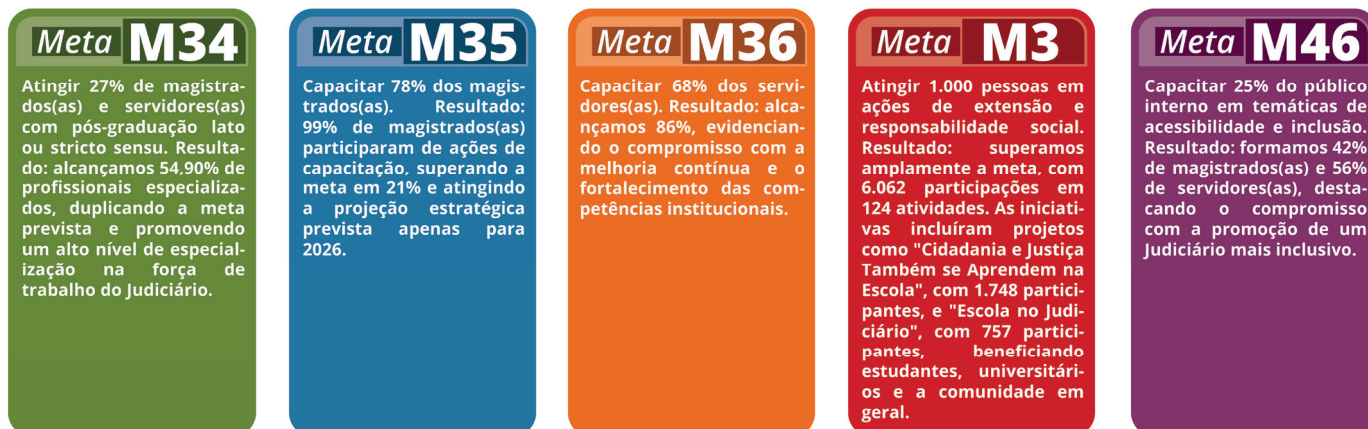 Meta M34
Atingir 27% de magistra-
dos(as) e servidores(as)
com pós-graduação lato
ou stricto sensu. Resulta-
do: alcançamos 54,90% de
profissionais especializa-
dos, duplicando a meta
prevista e promovendo
um alto nível de especial-
ização na força de
trabalho do Judiciário.
Meta M35
Capacitar 78% dos magis-
trados(as). Resultado:
99% de magistrados(as)
participaram de ações de
capacitação, superando a
meta em 21% e atingindo
a projeção estratégica
prevista apenas para
2026.
Meta M36
Capacitar 68% dos servi-
dores(as). Resultado: alca-
nçamos 86%, evidencian-
do o compromisso com a
melhoria contínua e o
fortalecimento das com-
petências institucionais.
Meta M3
Atingir 1.000 pessoas em
ações de extensão e
responsabilidade social.
Resultado: superamos
amplamente a meta, com
6.062 participações em
124 atividades. As iniciati-
vas incluíram projetos
como "Cidadania e Justiça
Também se Aprendem na
Escola", com 1.748 partici-
pantes, e "Escola no Judi-
ciário", com 757 partici-
pantes, beneficiando
estudantes, universitári-
os e a comunidade em
geral.
Meta M46
Capacitar 25% do público
interno em temáticas de
acessibilidade e inclusão.
Resultado: formamos 42%
de magistrados(as) e 56%
de servidores(as), desta-
cando o compromisso
com a promoção de um
Judiciário mais inclusivo.